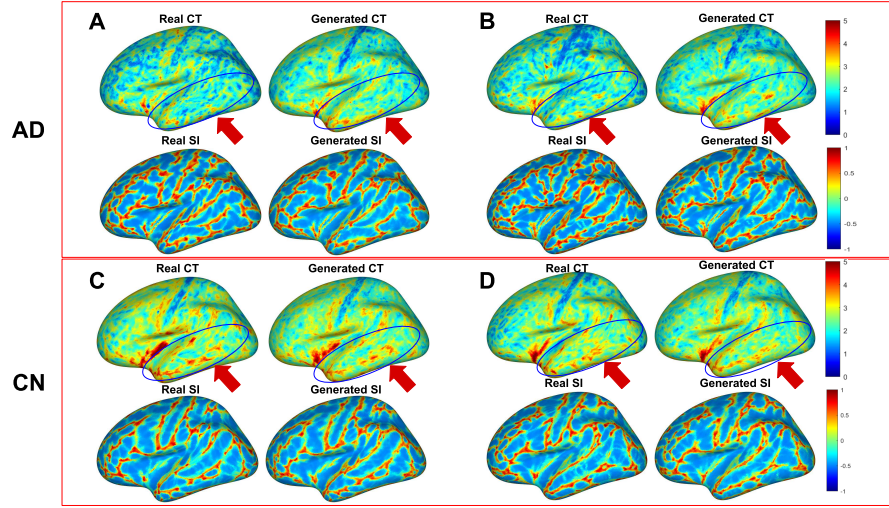 A
Real CT
Generated CT
B
Real CT
Generated CT
5
4
3
2
1
0
AD
Real SI
Generated SI
Real SI
Generated SI
1
0.5
0
-0.5
-1
C
Real CT
Generated CT
D
Real CT
Generated CT
5
4
3
2
1
0
CN
Real SI
Generated SI
Real SI
Generated SI
1
0.5
0
-0.5
-1